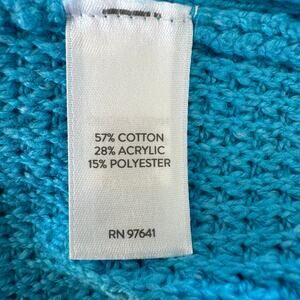 57% COTTON
28% ACRYLIC
15% POLYESTER
RN 97641